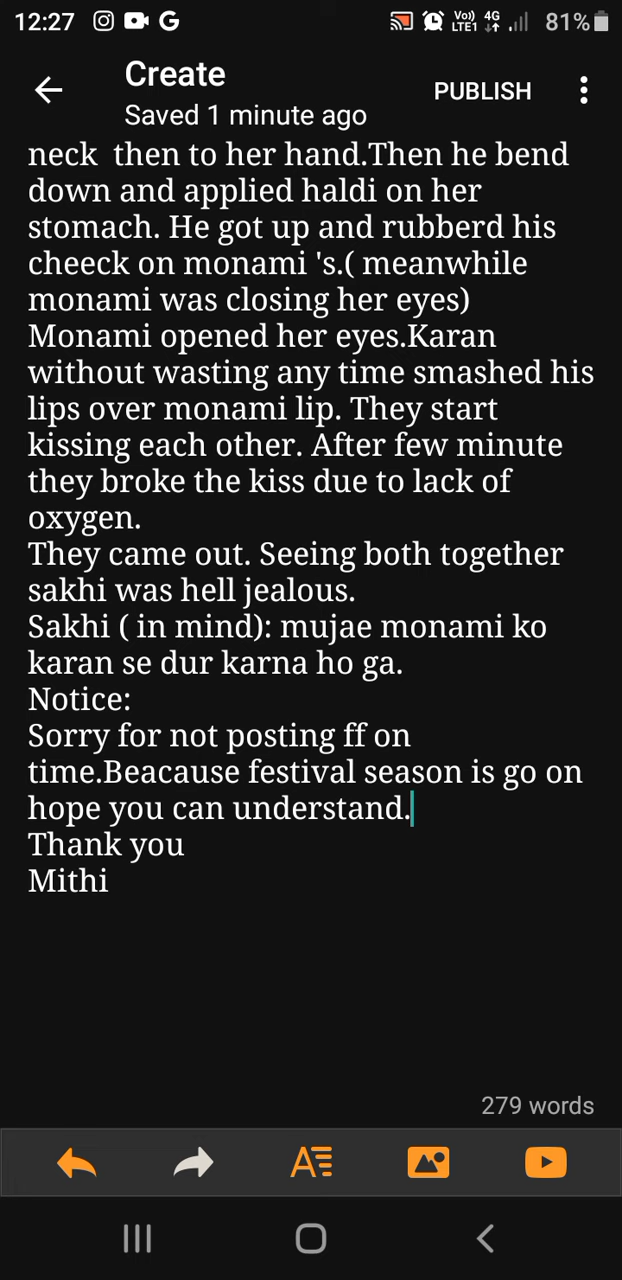 12:27
Vo)) 4G
LTE1
81%
Create
Saved 1 minute ago
PUBLISH
neck  then to her hand.Then he bend
down and applied haldi on her
stomach. He got up and rubberd his
cheeck on monami 's.( meanwhile
monami was closing her eyes)
Monami opened her eyes.Karan
without wasting any time smashed his
lips over monami lip. They start
kissing each other. After few minute
they broke the kiss due to lack of
oxygen.
They came out. Seeing both together
sakhi was hell jealous.
Sakhi ( in mind): mujae monami ko
karan se dur karna ho ga.
Notice:
Sorry for not posting ff on
time.Beacause festival season is go on
hope you can understand.
Thank you
Mithi
279 words